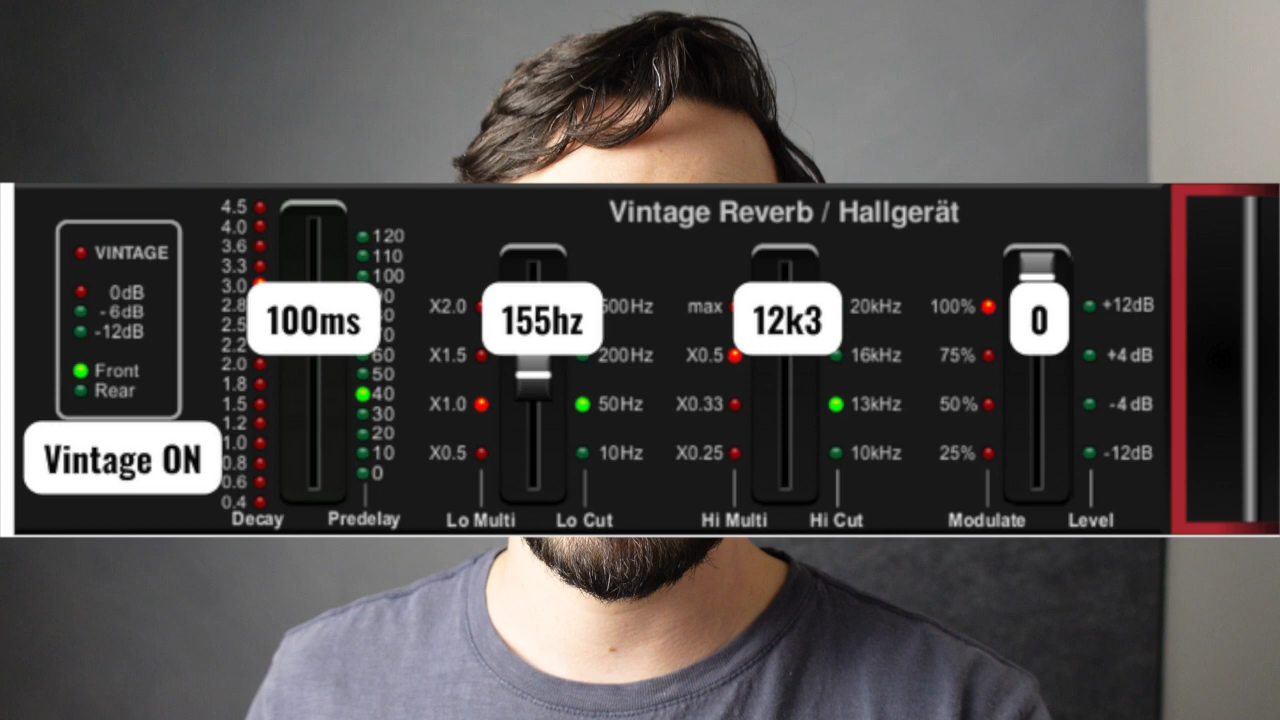 Vintage Reverb / Hallgerät
VINTAGE
0dB
-6dB
-12dB
Front
Rear
Vintage ON
4.5
4.0
3.6
3.3
3.0
2.8
2.5
2.2
2.0
1.8
1.5
1.2
1.0
0.8
0.6
0.4
Decay
100ms
120
110
100
60
50
40
30
20
10
0
Predelay
X2.0
X1.5
X1.0
X0.5
Lo Multi
155hz
200Hz
50Hz
10Hz
Lo Cut
max
X0.5
X0.33
X0.25
Hi Multi
12k3
20kHz
16kHz
13kHz
10kHz
Hi Cut
100%
75%
50%
25%
Modulate
0
+12dB
+4 dB
-4 dB
-12dB
Level